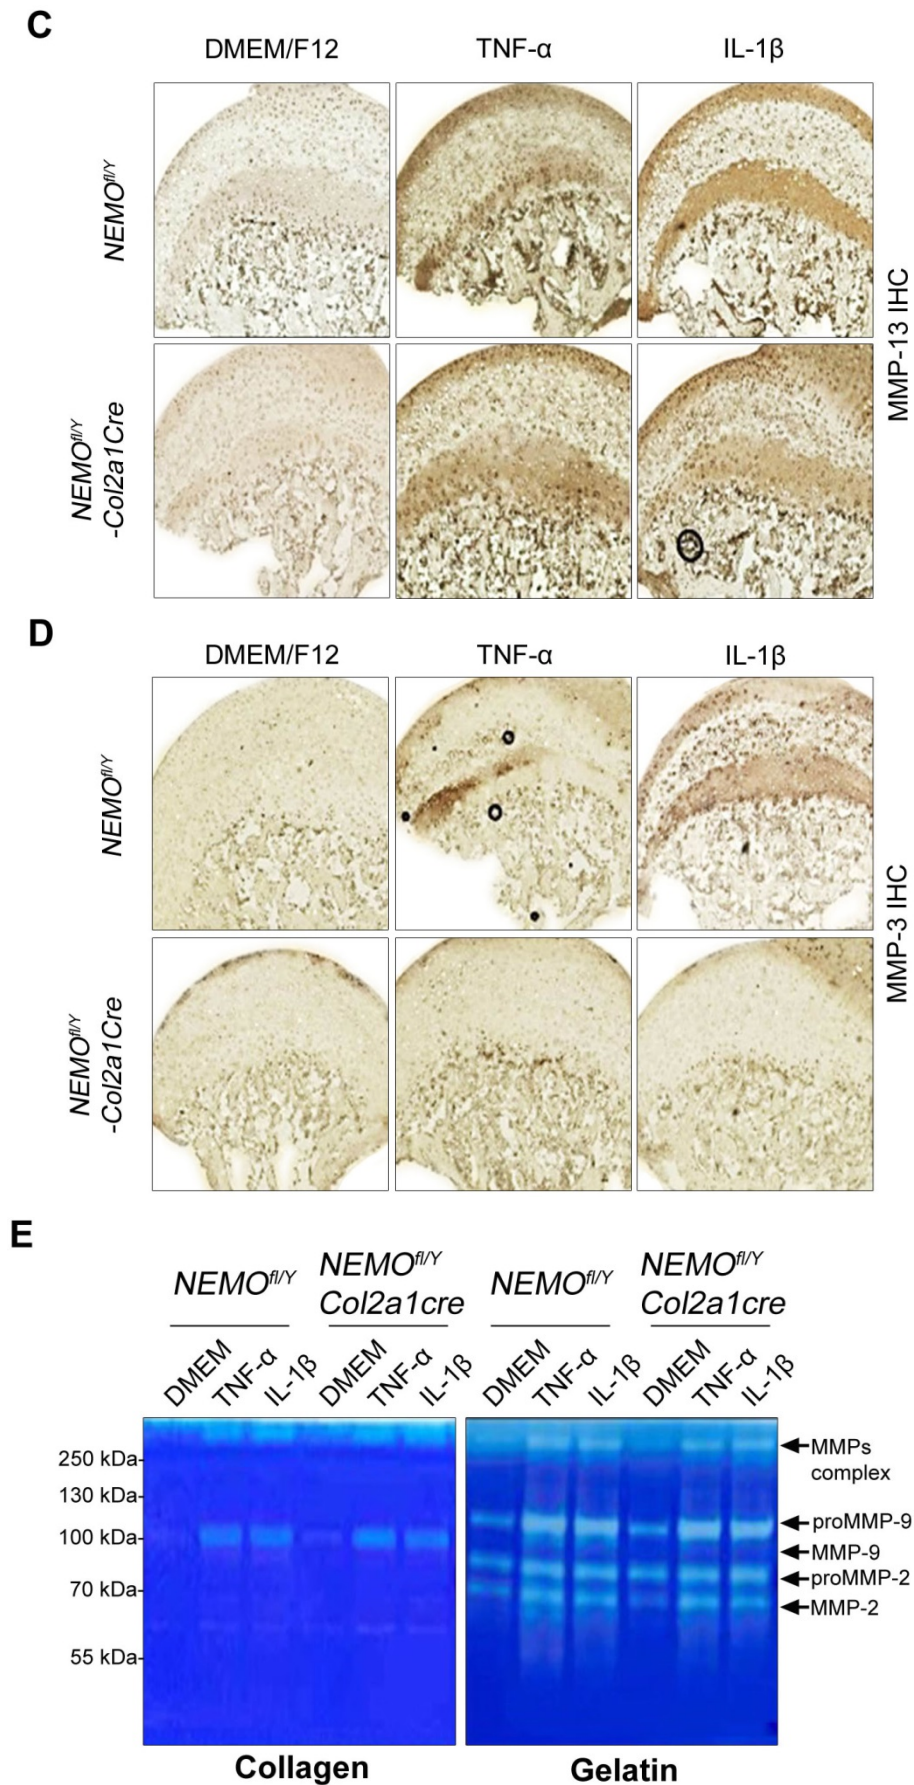 C
DMEM/F12 TNF-α IL-1β
NEMOfl/Y
NEMOfl/Y
-Col2a1Cre
MMP-13 IHC
D
DMEM/F12 TNF-α IL-1β
NEMOfl/Y
NEMOfl/Y
-Col2a1Cre
MMP-3 IHC
E
NEMOfl/Y
NEMOfl/Y
Col2a1cre
NEMOfl/Y
NEMOfl/Y
Col2a1cre
DMEM TNF-α IL-1β DMEM TNF-α IL-1β DMEM TNF-α IL-1β DMEM TNF-α IL-1β
250 kDa-
130 kDa-
100 kDa-
70 kDa-
55 kDa-
MMPs
complex
proMMP-9
MMP-9
proMMP-2
MMP-2
Collagen Gelatin